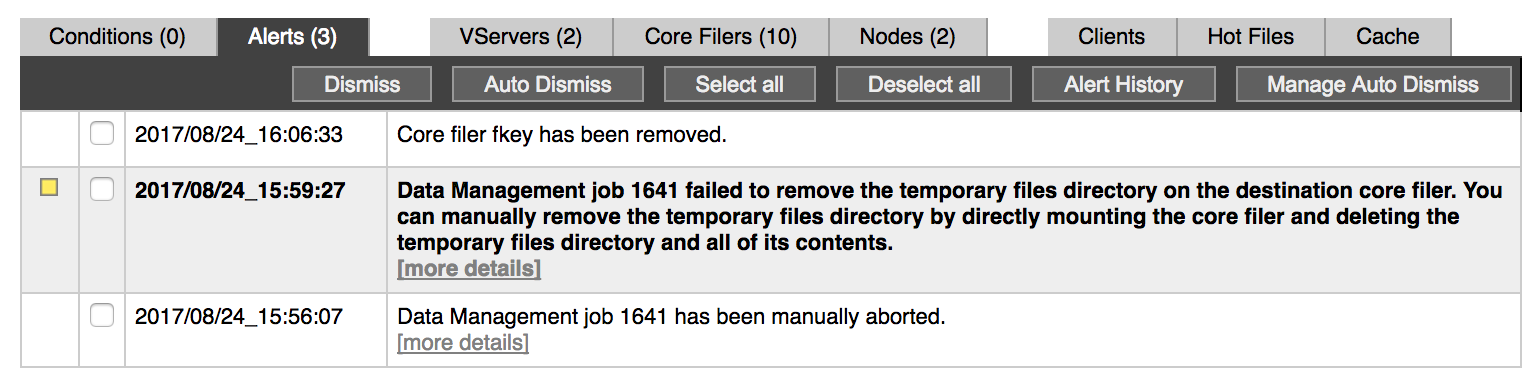 Conditions (0) Alerts (3) VServers (2) Core Filers (10) Nodes (2) Clients Hot Files Cache
Dismiss Auto Dismiss Select all Deselect all Alert History Manage Auto Dismiss
2017/08/24_16:06:33 Core filer fkey has been removed.
2017/08/24_15:59:27 Data Management job 1641 failed to remove the temporary files directory on the destination core filer. You
can manually remove the temporary files directory by directly mounting the core filer and deleting the
temporary files directory and all of its contents.
[more details]
2017/08/24_15:56:07 Data Management job 1641 has been manually aborted.
[more details]